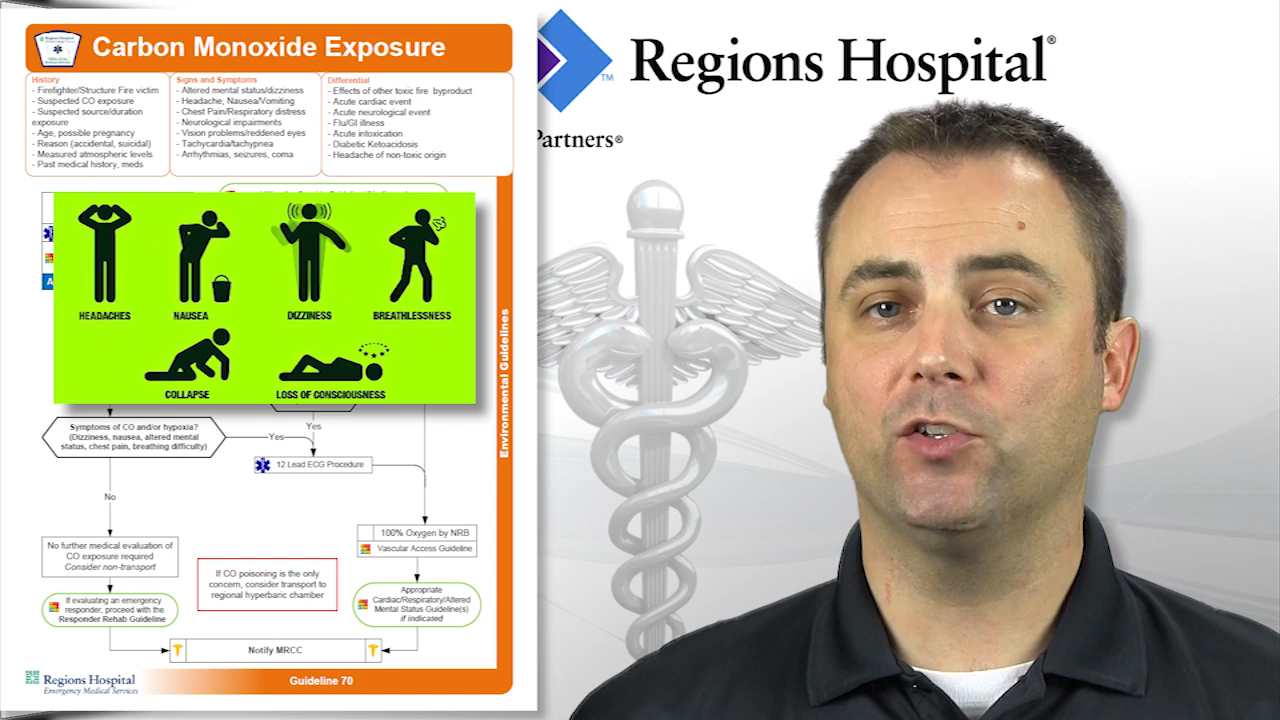 Carbon Monoxide Exposure
History
- Firefighter/Structure Fire victim
- Suspected CO exposure
- Suspected source/duration
exposure
- Age, possible pregnancy
- Reason (accidental, suicidal)
- Measured atmospheric levels
- Past medical history, meds
Signs and Symptoms
- Altered mental status/dizziness
- Headache, Nausea/Vomiting
- Chest Pain/Respiratory distress
- Neurological impairments
- Vision problems/reddened eyes
- Tachycardia/tachypnea
- Arrhythmias, seizures, coma
Differential
- Effects of other toxic fire byproduct
- Acute cardiac event
- Acute neurological event
- Flu/GI illness
- Acute intoxication
- Diabetic Ketoacidosis
- Headache of non-toxic origin
HEADACHES
NAUSEA
DIZZINESS
BREATHLESSNESS
COLLAPSE
LOSS OF CONSCIOUSNESS
Environmental Guidelines
Symptoms of CO and/or hypoxia?
(Dizziness, nausea, altered mental
status, chest pain, breathing difficulty)
Yes
Yes
12 Lead ECG Procedure
No
100% Oxygen by NRB
Vascular Access Guideline
No further medical evaluation of
CO exposure required
Consider non-transport
If CO poisoning is the only
concern, consider transport to
regional hyperbaric chamber
If evaluating an emergency
responder, proceed with the
Responder Rehab Guideline
Appropriate
Cardiac/Respiratory/Altered
Mental Status Guideline(s)
if indicated
Notify MRCC
Regions Hospital
Emergency Medical Services
Guideline 70
TM
Regions Hospital®
Partners®